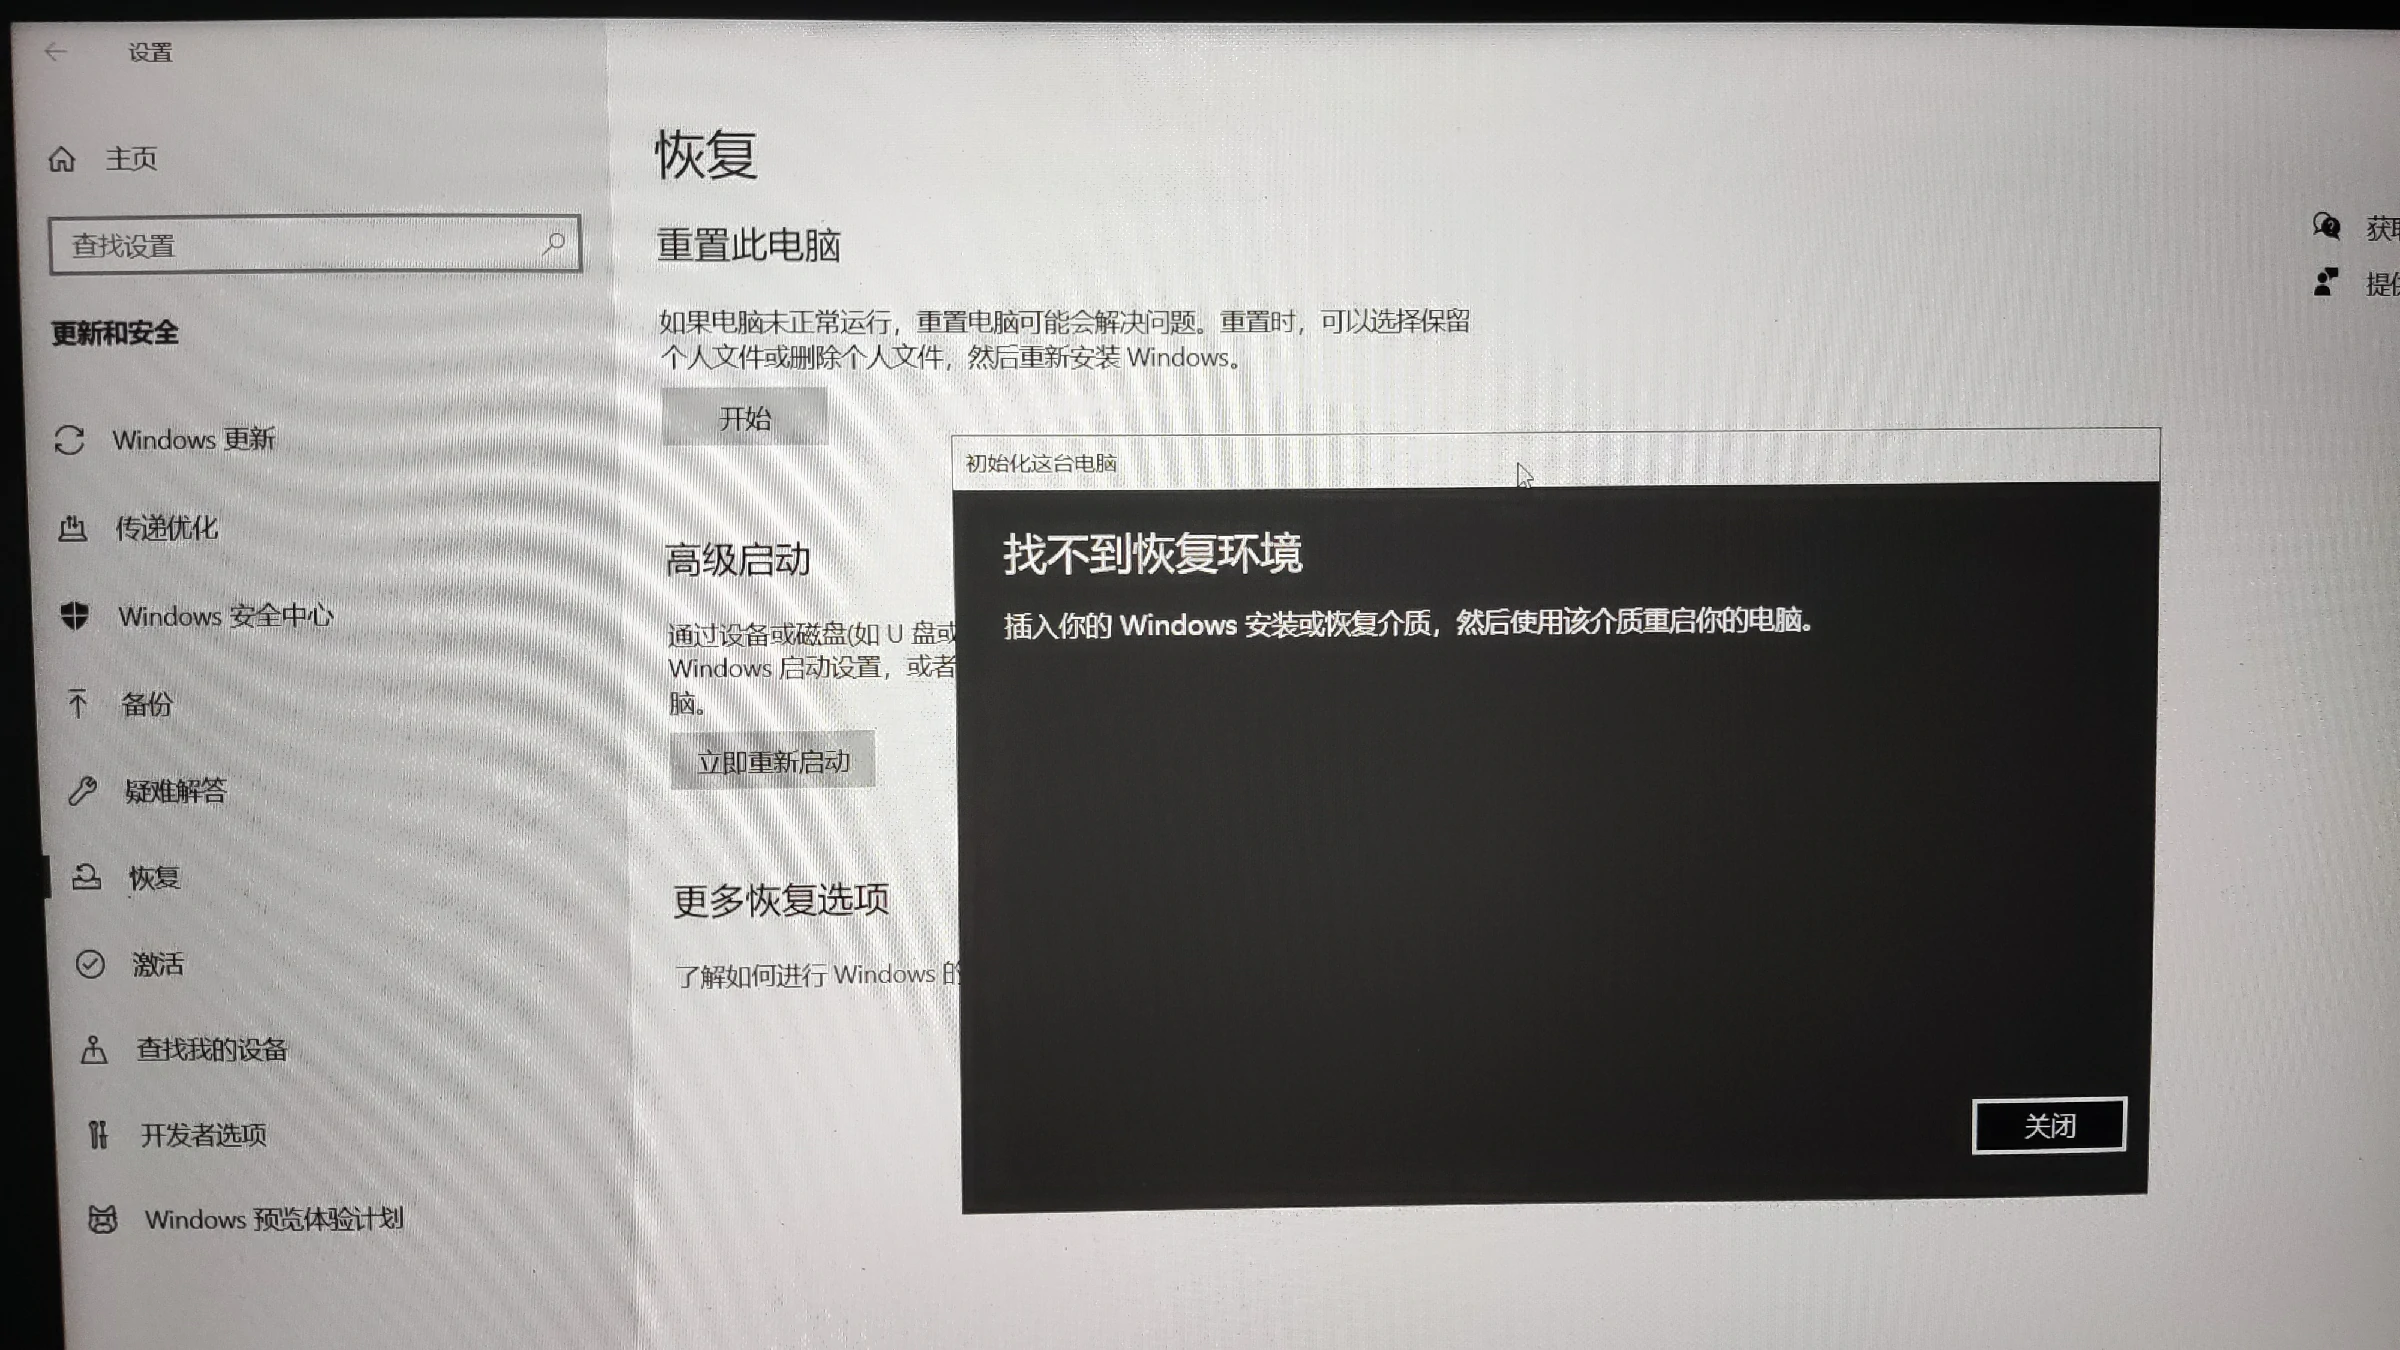 设置
主页
查找设置
更新和安全
Windows 更新
传递优化
Windows 安全中心
备份
疑难解答
恢复
激活
查找我的设备
开发者选项
Windows 预览体验计划
恢复
重置此电脑
如果电脑未正常运行，重置电脑可能会解决问题。重置时，可以选择保留
个人文件或删除个人文件，然后重新安装 Windows。
开始
高级启动
通过设备或磁盘(如 U 盘或
Windows 启动设置，或者
脑。
立即重新启动
更多恢复选项
了解如何进行 Windows 的
初始化这台电脑
找不到恢复环境
插入你的 Windows 安装或恢复介质，然后使用该介质重启你的电脑。
关闭
获取
提供